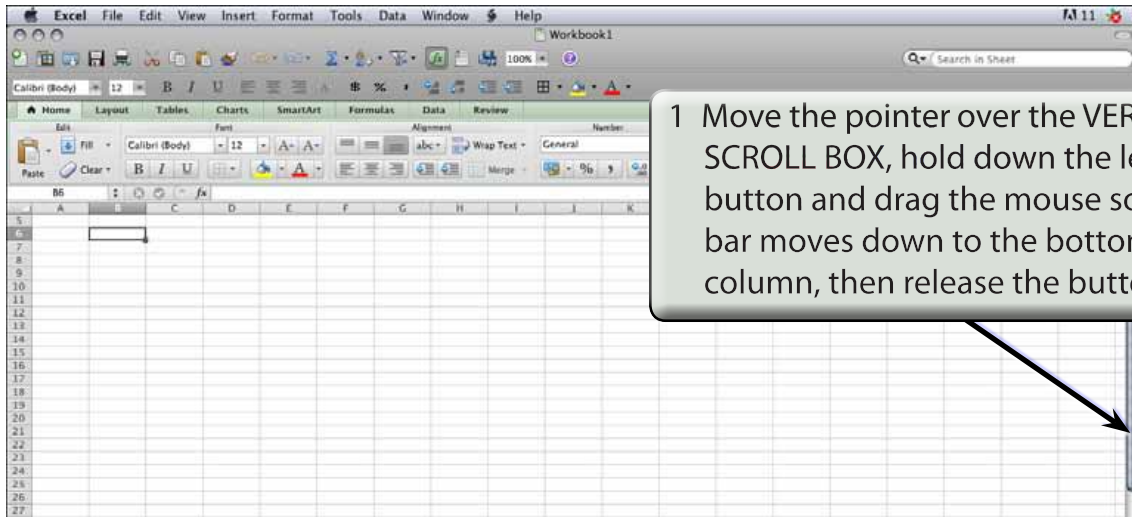 Excel File Edit View Insert Format Tools Data Window Help 11
Workbook1
100% Search in Sheet
Calibri (Body) 12 B I U $ % , A
Home Layout Tables Charts SmartArt Formulas Data Review
Edit Font Alignment Number
Fill Calibri (Body) 12 A A abc Wrap Text General
Paste Clear B I U A Merge % ,
B6 fx
A B C D E F G H I J K
5
6
7
8
9
10
11
12
13
14
15
16
17
18
19
20
21
22
23
24
25
26
27
1 Move the pointer over the VER
SCROLL BOX, hold down the le
button and drag the mouse sc
bar moves down to the bottor
column, then release the butt